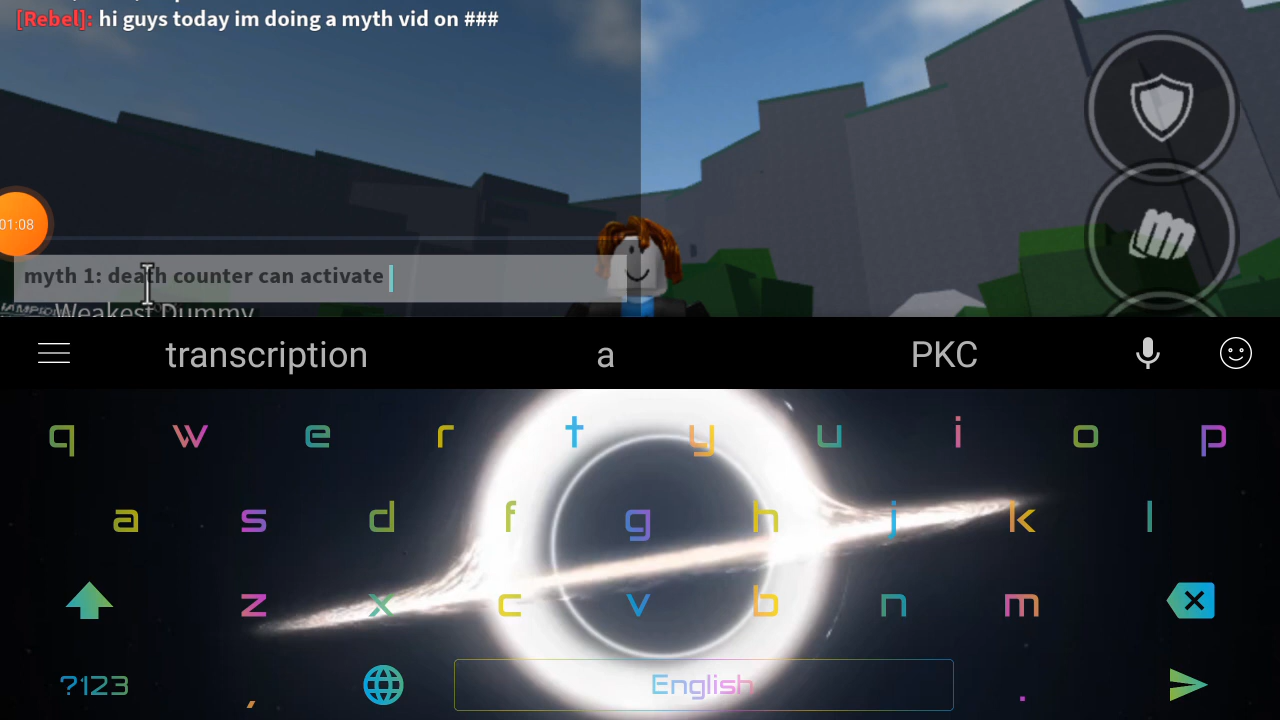 [Rebel]: hi guys today im doing a myth vid on ###
01:08
myth 1: death counter can activate
Weakest Dummy
transcription a PKC
q w e r t y u i o p
a s d f g h j k l
z x c v b n m
?123 , English .